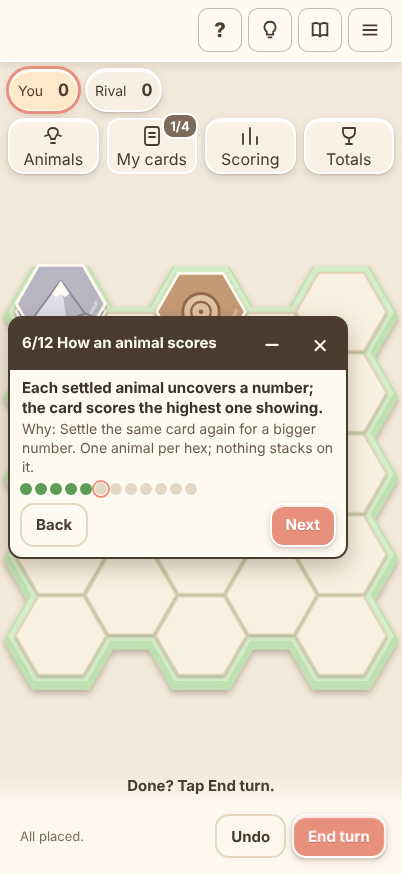 ?
You 0
Rival 0
Animals
1/4
My cards
Scoring
Totals
6/12 How an animal scores
Each settled animal uncovers a number;
the card scores the highest one showing.
Why: Settle the same card again for a bigger
number. One animal per hex; nothing stacks on
it.
Back
Next
Done? Tap End turn.
All placed.
Undo
End turn